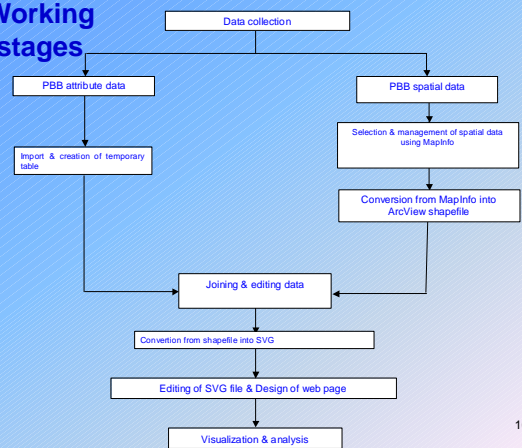 Working
stages
Data collection
PBB attribute data
PBB spatial data
Import & creation of temporary
table
Selection & management of spatial data
using MapInfo
Conversion from MapInfo into
ArcView shapefile
Joining & editing data
Convertion from shapefile into SVG
Editing of SVG file & Design of web page
Visualization & analysis
1